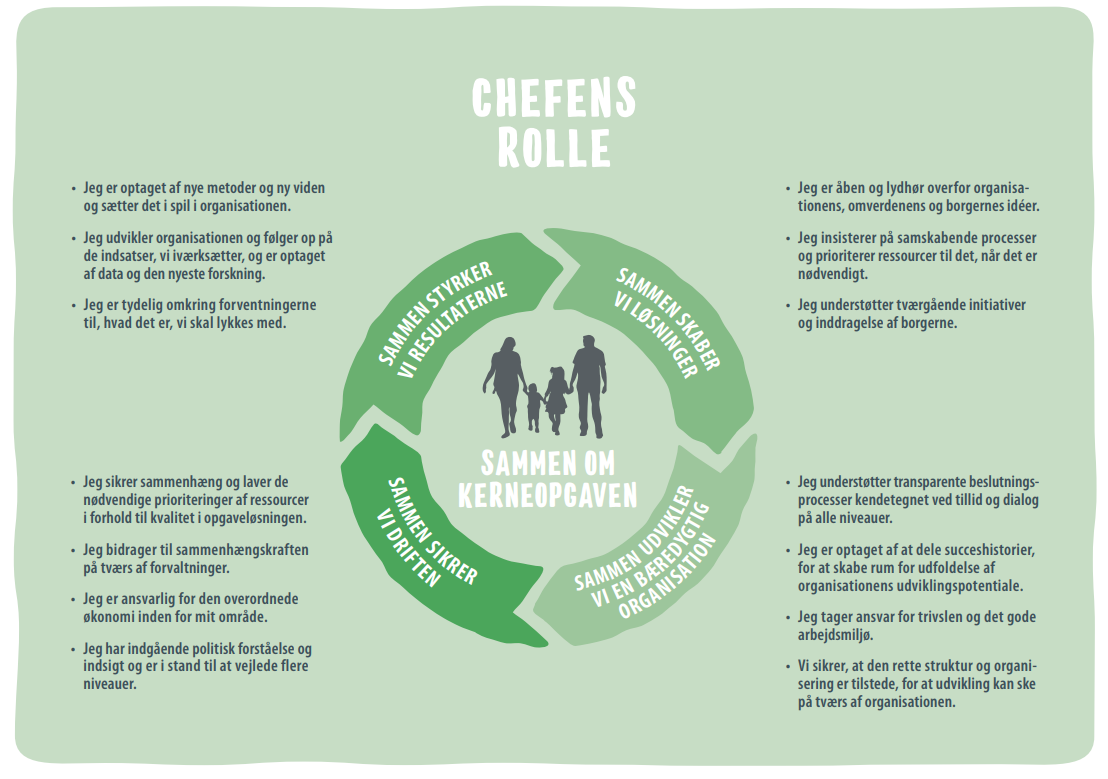 CHEFENS
ROLLE
• Jeg er optaget af nye metoder og ny viden
og sætter det i spil i organisationen.
• Jeg udvikler organisationen og følger op på
de indsatser, vi iværksætter, og er optaget
af data og den nyeste forskning.
• Jeg er tydelig omkring forventningerne
til, hvad det er, vi skal lykkes med.
• Jeg er åben og lydhør overfor organisa-
tionens, omverdenens og borgernes idéer.
• Jeg insisterer på samskabende processer
og prioriterer ressourcer til det, når det er
nødvendigt.
• Jeg understøtter tværgående initiativer
og inddragelse af borgerne.
SAMMEN STYRKER
VI RESULTATERNE
SAMMEN SKABER
VI LØSNINGER
SAMMEN OM
KERNEOPGAVEN
SAMMEN SIKRER
VI DRIFTEN
SAMMEN UDVIKLER
VI EN BÆREDYGTIG
ORGANISATION
• Jeg sikrer sammenhæng og laver de
nødvendige prioriteringer af ressourcer
i forhold til kvalitet i opgaveløsningen.
• Jeg bidrager til sammenhængskraften
på tværs af forvaltninger.
• Jeg er ansvarlig for den overordnede
økonomi inden for mit område.
• Jeg har indgående politisk forståelse og
indsigt og er i stand til at vejlede flere
niveauer.
• Jeg understøtter transparente beslutnings-
processer kendetegnet ved tillid og dialog
på alle niveauer.
• Jeg er optaget af at dele succeshistorier,
for at skabe rum for udfoldelse af
organisationens udviklingspotentiale.
• Jeg tager ansvar for trivslen og det gode
arbejdsmiljø.
• Vi sikrer, at den rette struktur og organi-
sering er tilstede, for at udvikling kan ske
på tværs af organisationen.